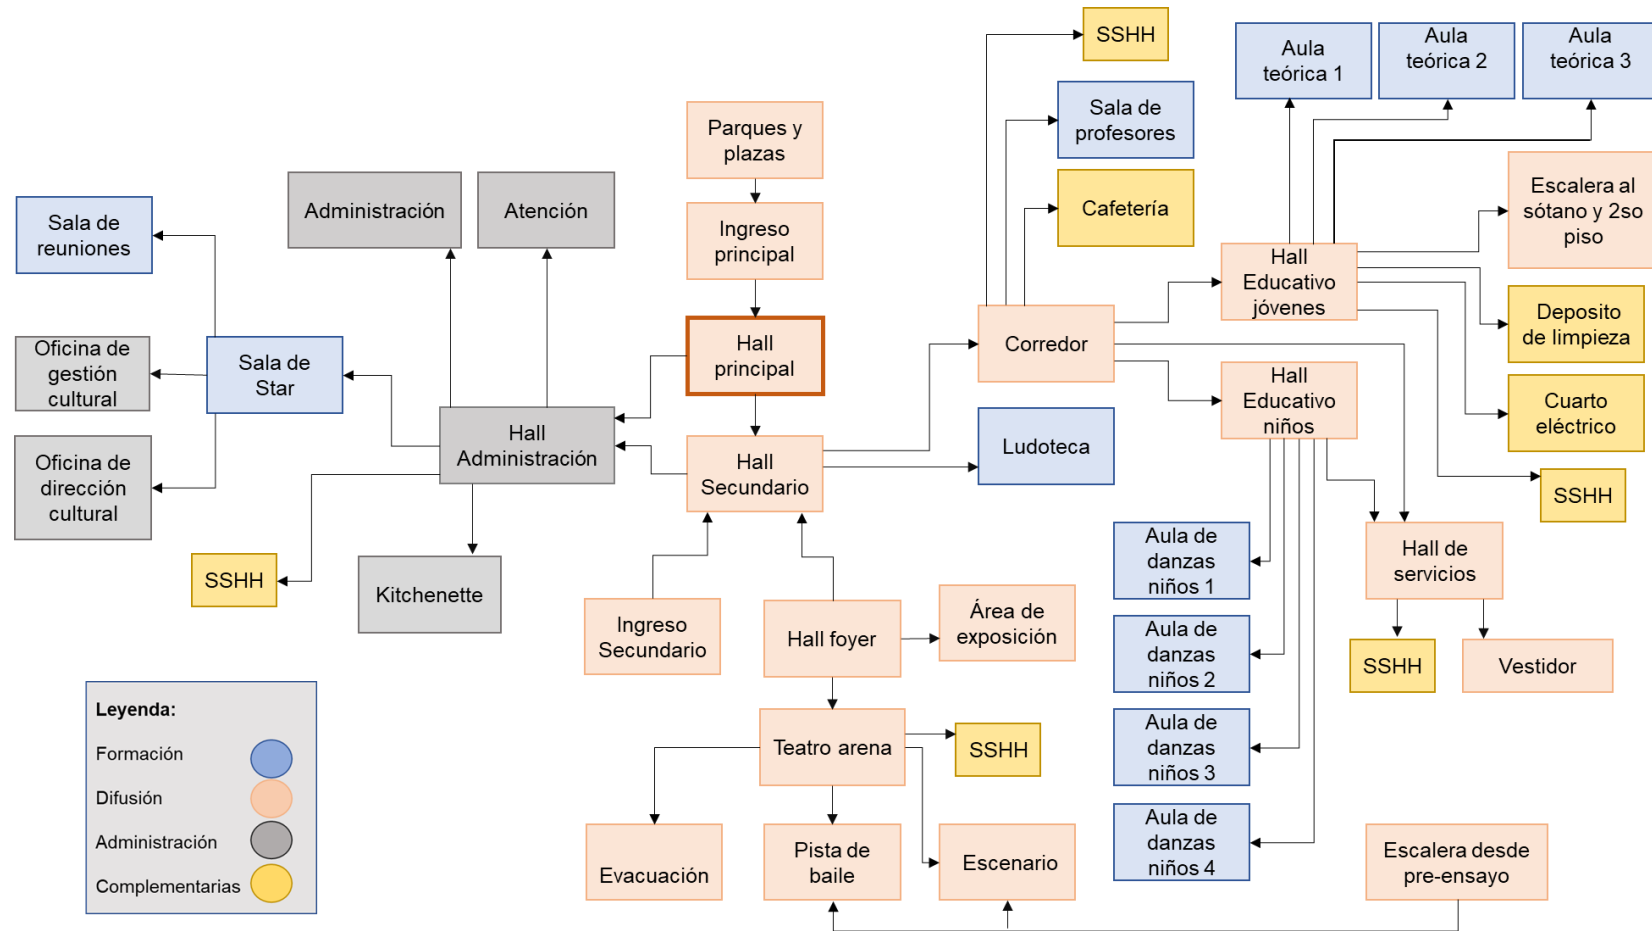 SSHH
Aula
teórica 1
Aula
teórica 2
Aula
teórica 3
Sala de
profesores
Parques y
plazas
Administración
Atención
Cafetería
Escalera al
sótano y 2so
piso
Sala de
reuniones
Ingreso
principal
Hall
Educativo
jóvenes
Deposito
de limpieza
Hall
principal
Corredor
Oficina de
gestión
cultural
Sala de
Star
Hall
Educativo
niños
Cuarto
eléctrico
Hall
Administración
Hall
Secundario
Ludoteca
Oficina de
dirección
cultural
SSHH
Aula de
danzas
niños 1
Hall de
servicios
SSHH
Kitchenette
Ingreso
Secundario
Hall foyer
Área de
exposición
Aula de
danzas
niños 2
SSHH
Vestidor
Leyenda:
Formación
Difusión
Administración
Complementarias
Teatro arena
SSHH
Aula de
danzas
niños 3
Evacuación
Pista de
baile
Escenario
Aula de
danzas
niños 4
Escalera desde
pre-ensayo